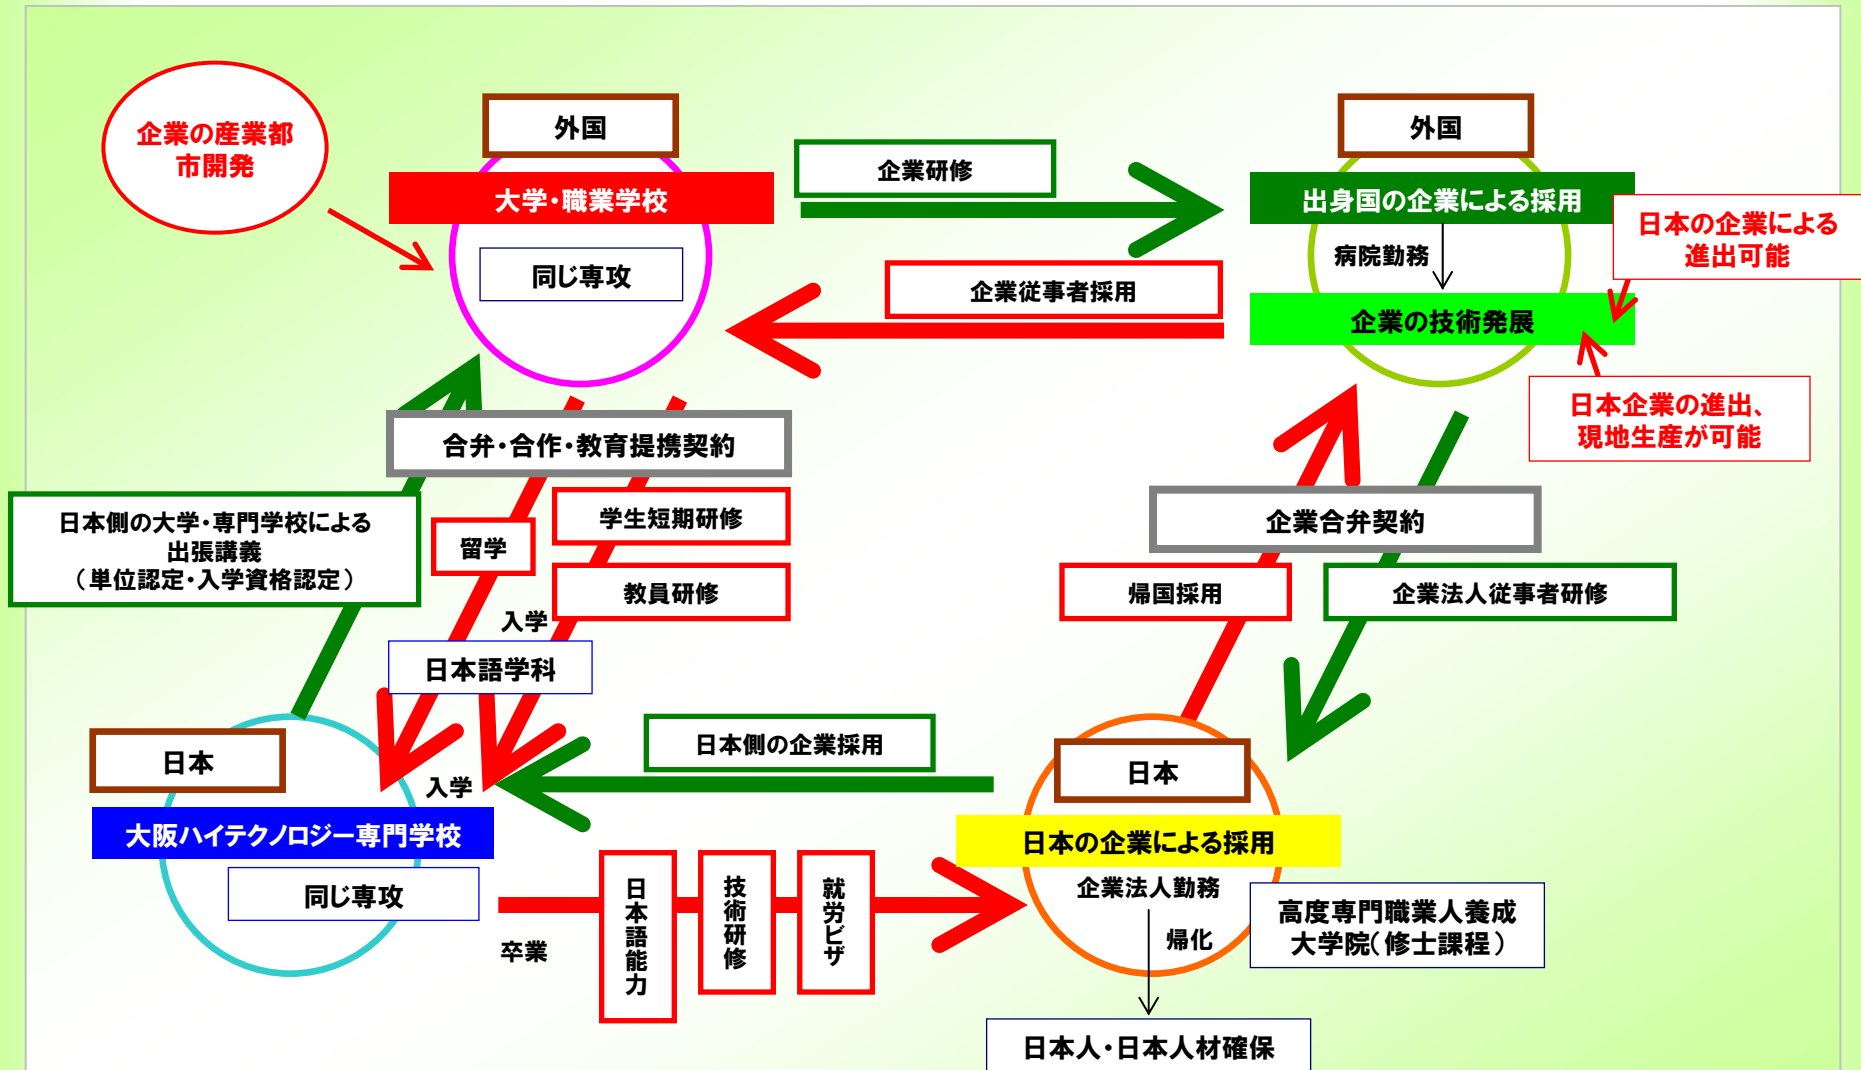 企業の産業都
市開発
外国
大学・職業学校
同じ専攻
企業研修
企業従事者採用
外国
出身国の企業による採用
病院勤務
企業の技術発展
日本の企業による
進出可能
日本企業の進出、
現地生産が可能
合弁・合作・教育提携契約
日本側の大学・専門学校による
出張講義
（単位認定・入学資格認定）
留学
学生短期研修
教員研修
入学
日本語学科
企業合弁契約
帰国採用
企業法人従事者研修
日本
大阪ハイテクノロジー専門学校
同じ専攻
入学
日本側の企業採用
卒業
日本語能力
技術研修
就労ビザ
日本
日本の企業による採用
企業法人勤務
帰化
高度専門職業人養成
大学院（修士課程）
日本人・日本人材確保